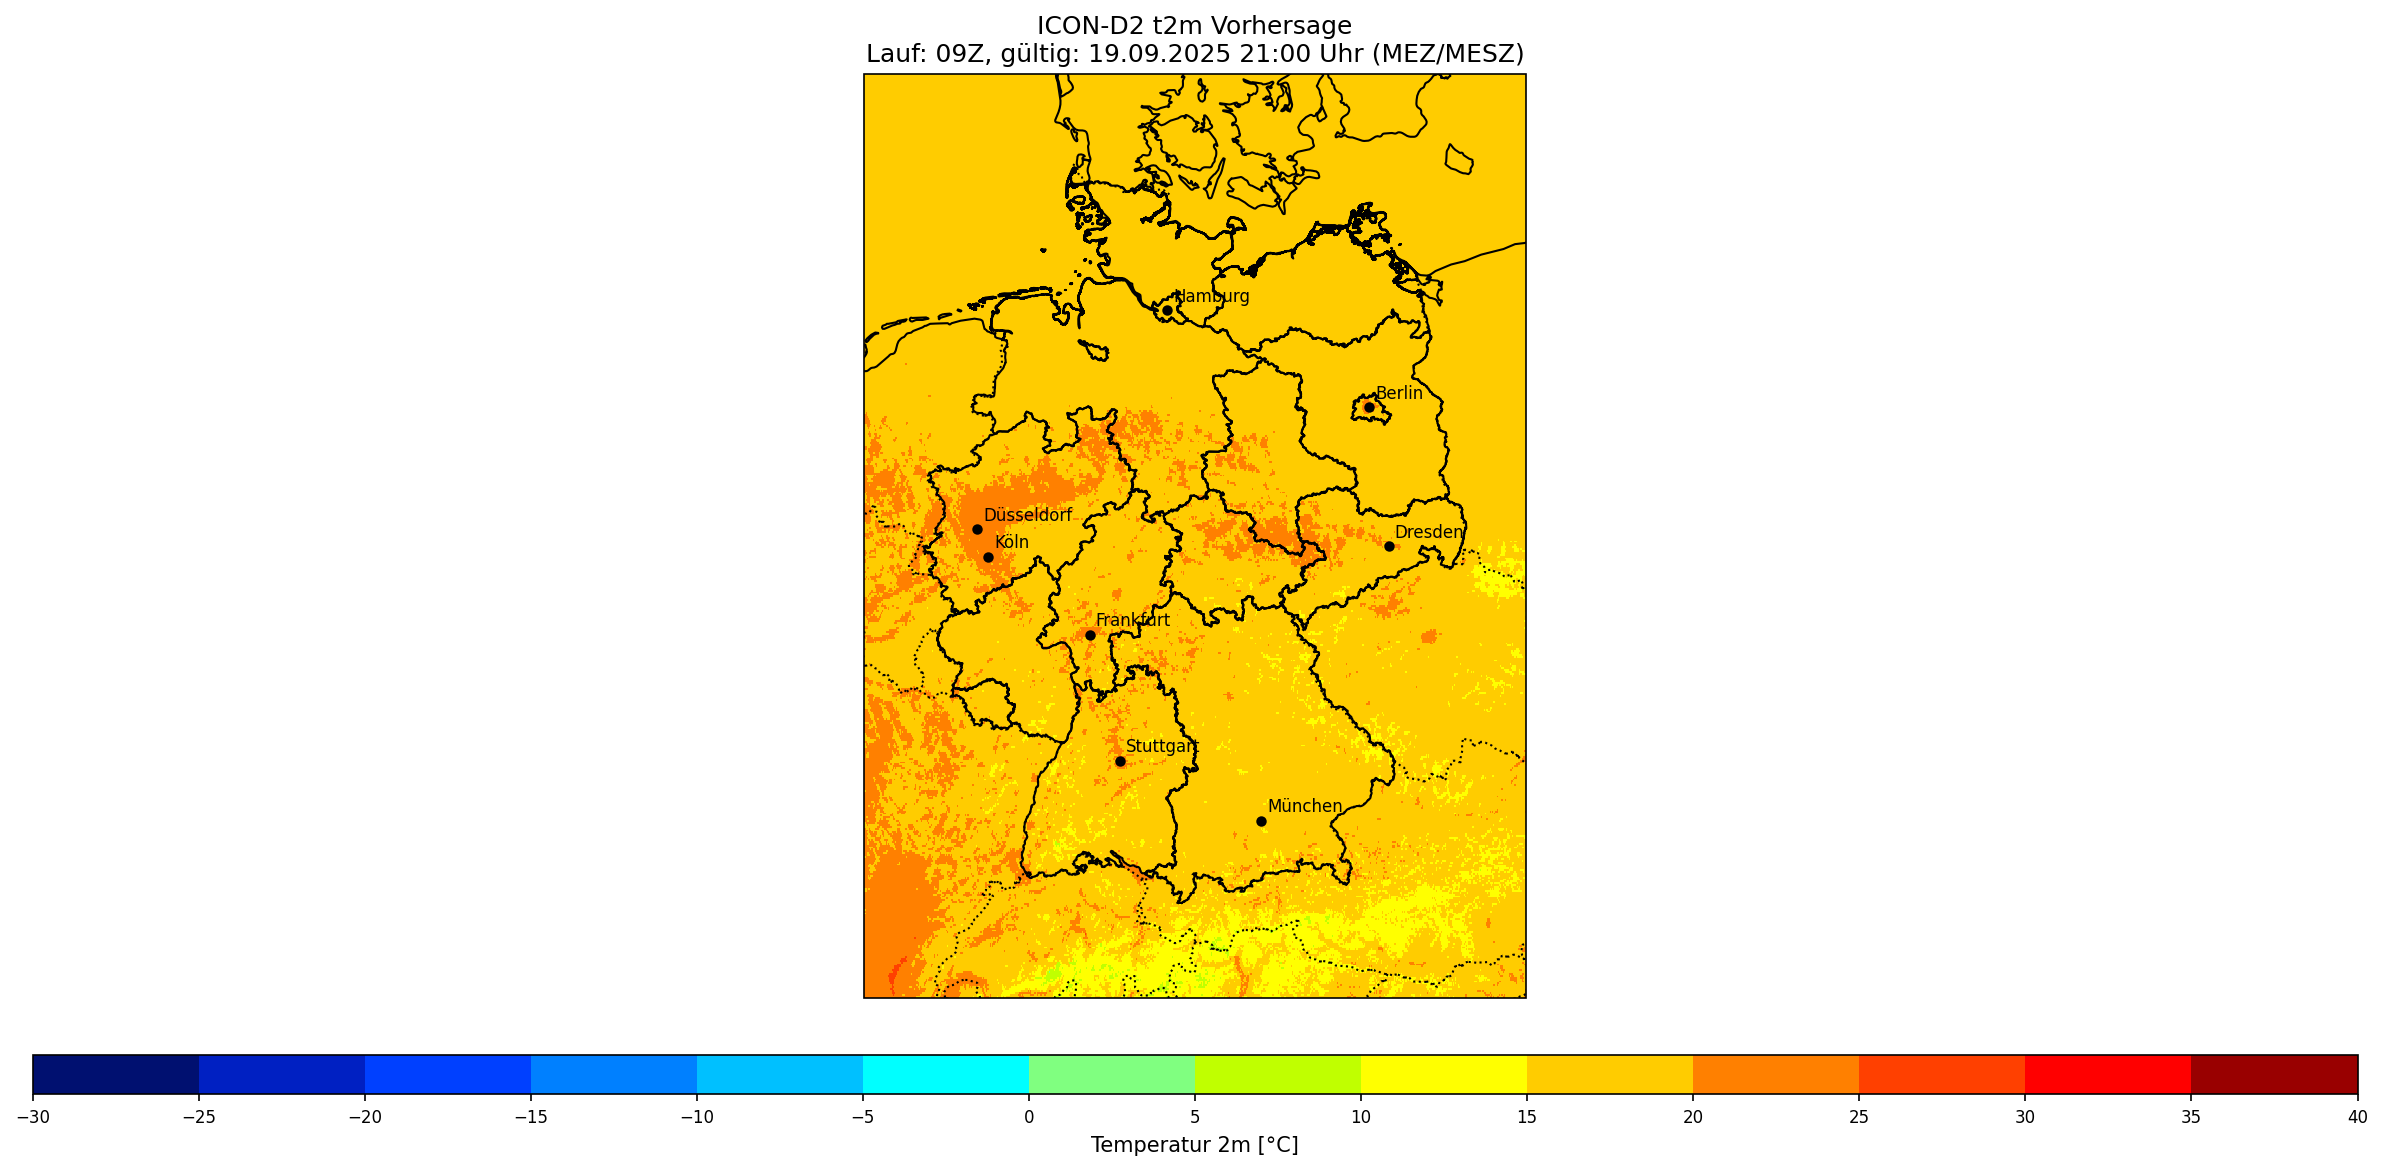 ICON-D2 t2m Vorhersage
Lauf: 09Z, gültig: 19.09.2025 21:00 Uhr (MEZ/MESZ)
Hamburg
Berlin
Düsseldorf
Köln
Dresden
Frankfurt
Stuttgart
München
−30 −25 −20 −15 −10 −5 0 5 10 15 20 25 30 35 40
Temperatur 2m [°C]